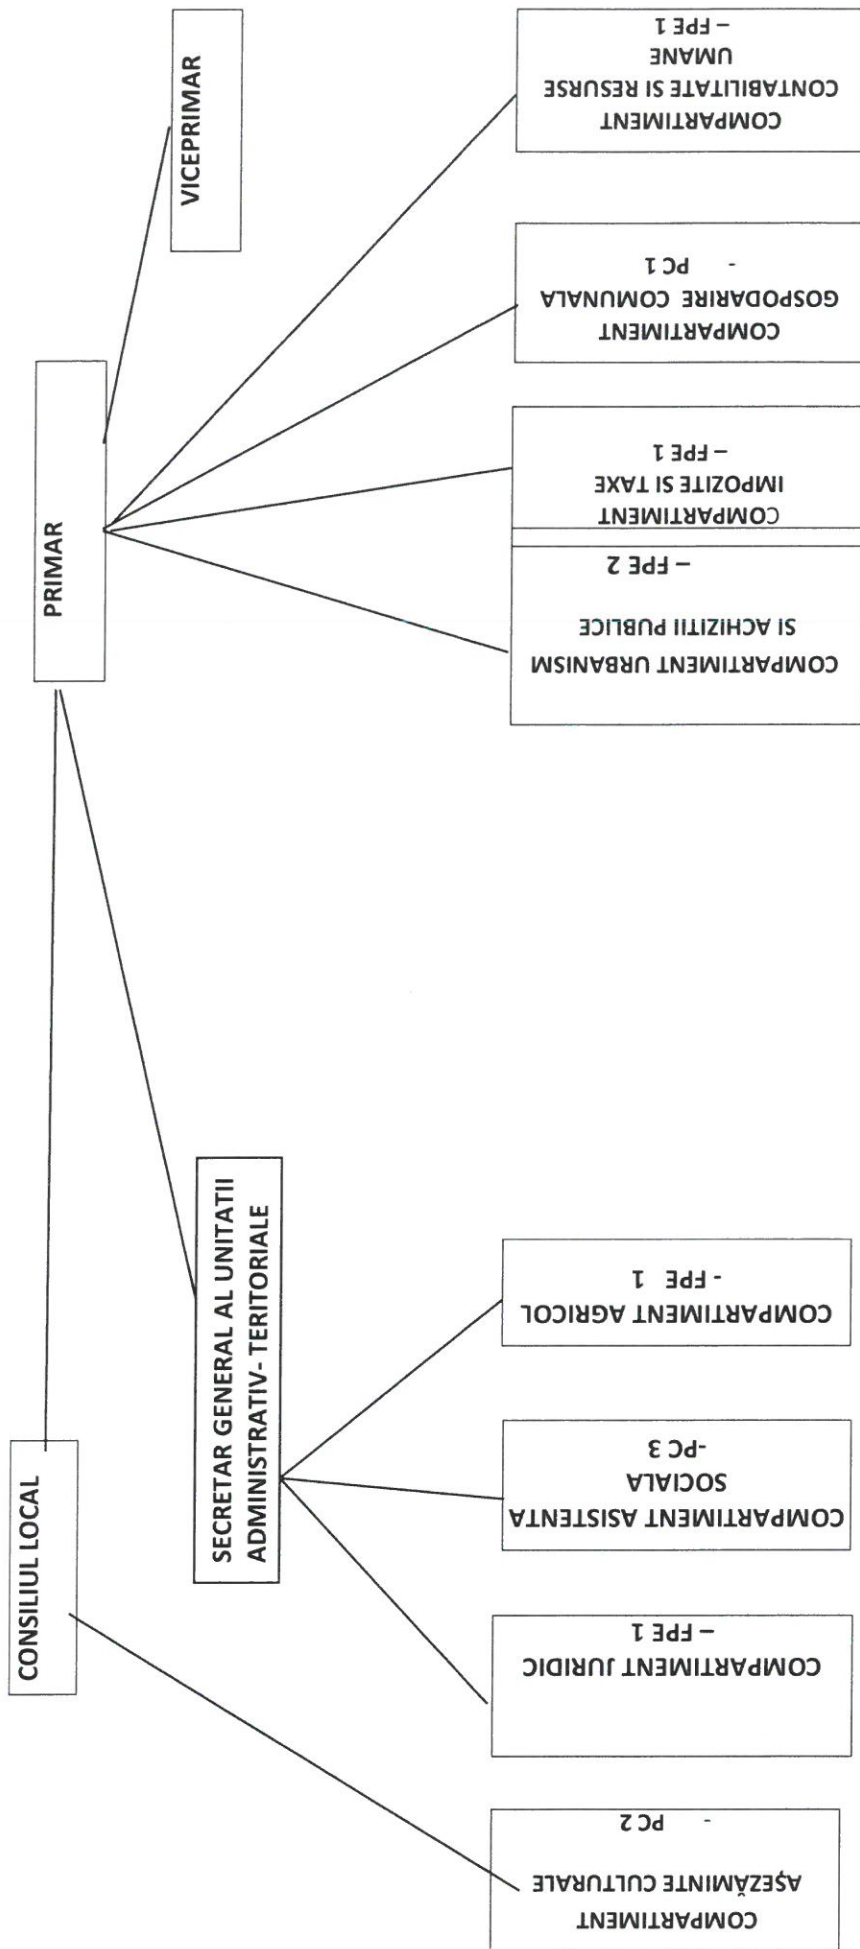 CONSILIUL LOCAL
PRIMAR
VICEPRIMAR
SECRETAR GENERAL AL UNITATII
ADMINISTRATIV- TERITORIALE
COMPARTIMENT
AȘEZĂMINTE CULTURALE
- PC 2
COMPARTIMENT JURIDIC
– FPE 1
COMPARTIMENT ASISTENTA
SOCIALA
-PC 3
COMPARTIMENT AGRICOL
- FPE 1
COMPARTIMENT URBANISM
SI ACHIZITII PUBLICE
– FPE 2
COMPARTIMENT
IMPOZITE SI TAXE
– FPE 1
COMPARTIMENT
GOSPODARIRE COMUNALA
- PC 1
COMPARTIMENT
CONTABILITATE SI RESURSE
UMANE
– FPE 1